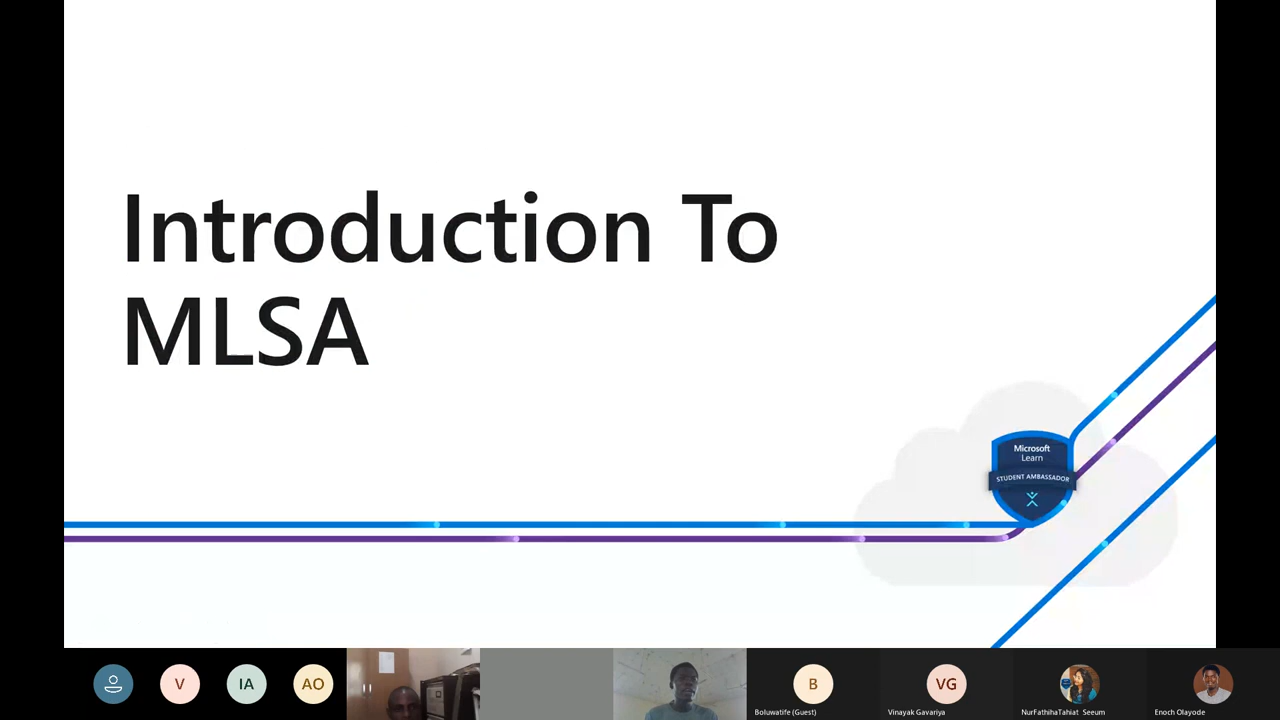 Introduction To
MLSA
Microsoft
Learn
STUDENT AMBASSADOR
V
IA
AO
B
VG
Boluwatife (Guest)
Vinayak Gavariya
NurFathihaTahiat Seeum
Enoch Olayode